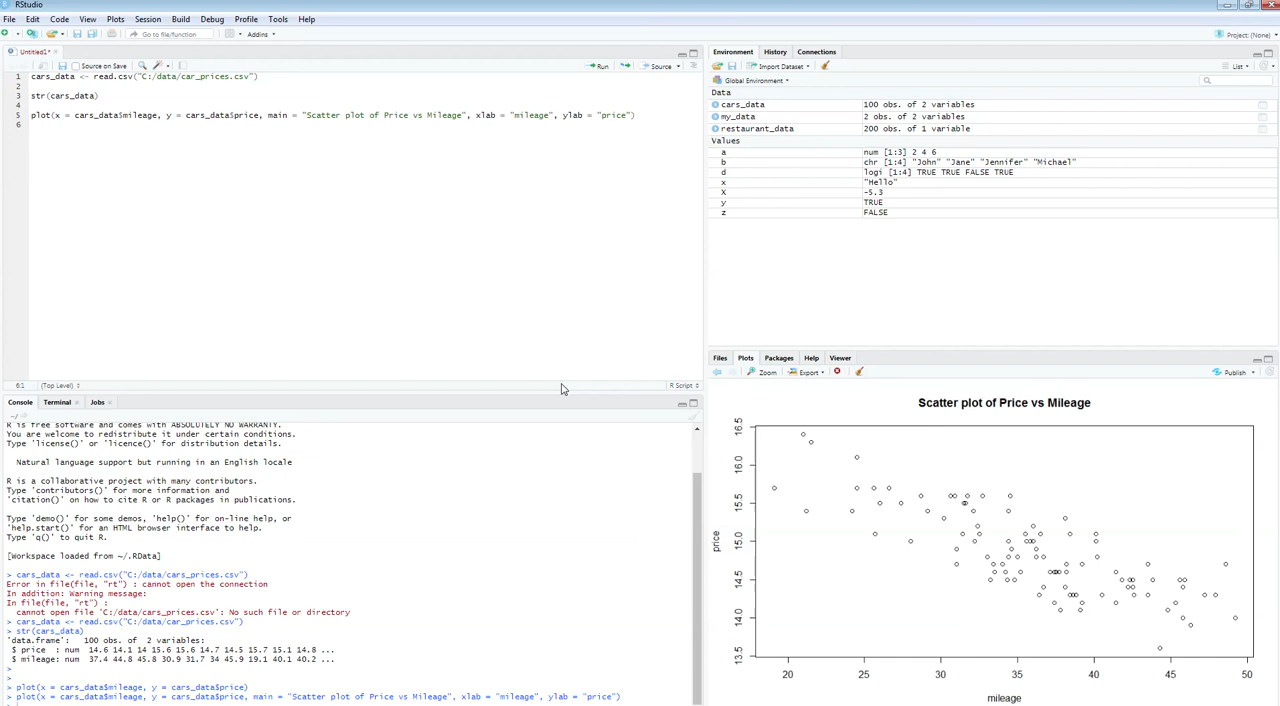 RStudio
File Edit Code View Plots Session Build Debug Profile Tools Help
Go to file/function Addins Project: (None)
Untitled1*
Source on Save Run Source
1 cars_data <- read.csv("C:/data/car_prices.csv")
2
3 str(cars_data)
4
5 plot(x = cars_data$mileage, y = cars_data$price, main = "Scatter plot of Price vs Mileage", xlab = "mileage", ylab = "price")
6
6:1 (Top Level) R Script
Console Terminal Jobs
~/
R is free software and comes with ABSOLUTELY NO WARRANTY.
You are welcome to redistribute it under certain conditions.
Type 'license()' or 'licence()' for distribution details.
Natural language support but running in an English locale
R is a collaborative project with many contributors.
Type 'contributors()' for more information and
'citation()' on how to cite R or R packages in publications.
Type 'demo()' for some demos, 'help()' for on-line help, or
'help.start()' for an HTML browser interface to help.
Type 'q()' to quit R.
[Workspace loaded from ~/.RData]
> cars_data <- read.csv("C:/data/cars_prices.csv")
Error in file(file, "rt") : cannot open the connection
In addition: Warning message:
In file(file, "rt") :
cannot open file 'C:/data/cars_prices.csv': No such file or directory
> cars_data <- read.csv("C:/data/car_prices.csv")
> str(cars_data)
'data.frame': 100 obs. of 2 variables:
$ price : num 14.6 14.1 14 15.6 15.6 14.7 14.5 15.7 15.1 14.8 ...
$ mileage: num 37.4 44.8 45.8 30.9 31.7 34 45.9 19.1 40.1 40.2 ...
>
>
> plot(x = cars_data$mileage, y = cars_data$price)
> plot(x = cars_data$mileage, y = cars_data$price, main = "Scatter plot of Price vs Mileage", xlab = "mileage", ylab = "price")
Environment History Connections
Import Dataset List
Global Environment
Data
cars_data 100 obs. of 2 variables
my_data 2 obs. of 2 variables
restaurant_data 200 obs. of 1 variable
Values
a num [1:3] 2 4 6
b chr [1:4] "John" "Jane" "Jennifer" "Michael"
d logi [1:4] TRUE TRUE FALSE TRUE
x "Hello"
X -5.3
y TRUE
z FALSE
Files Plots Packages Help Viewer
Zoom Export Publish
Scatter plot of Price vs Mileage
16.5
16.0
15.5
15.0
14.5
14.0
13.5
price
20 25 30 35 40 45 50
mileage